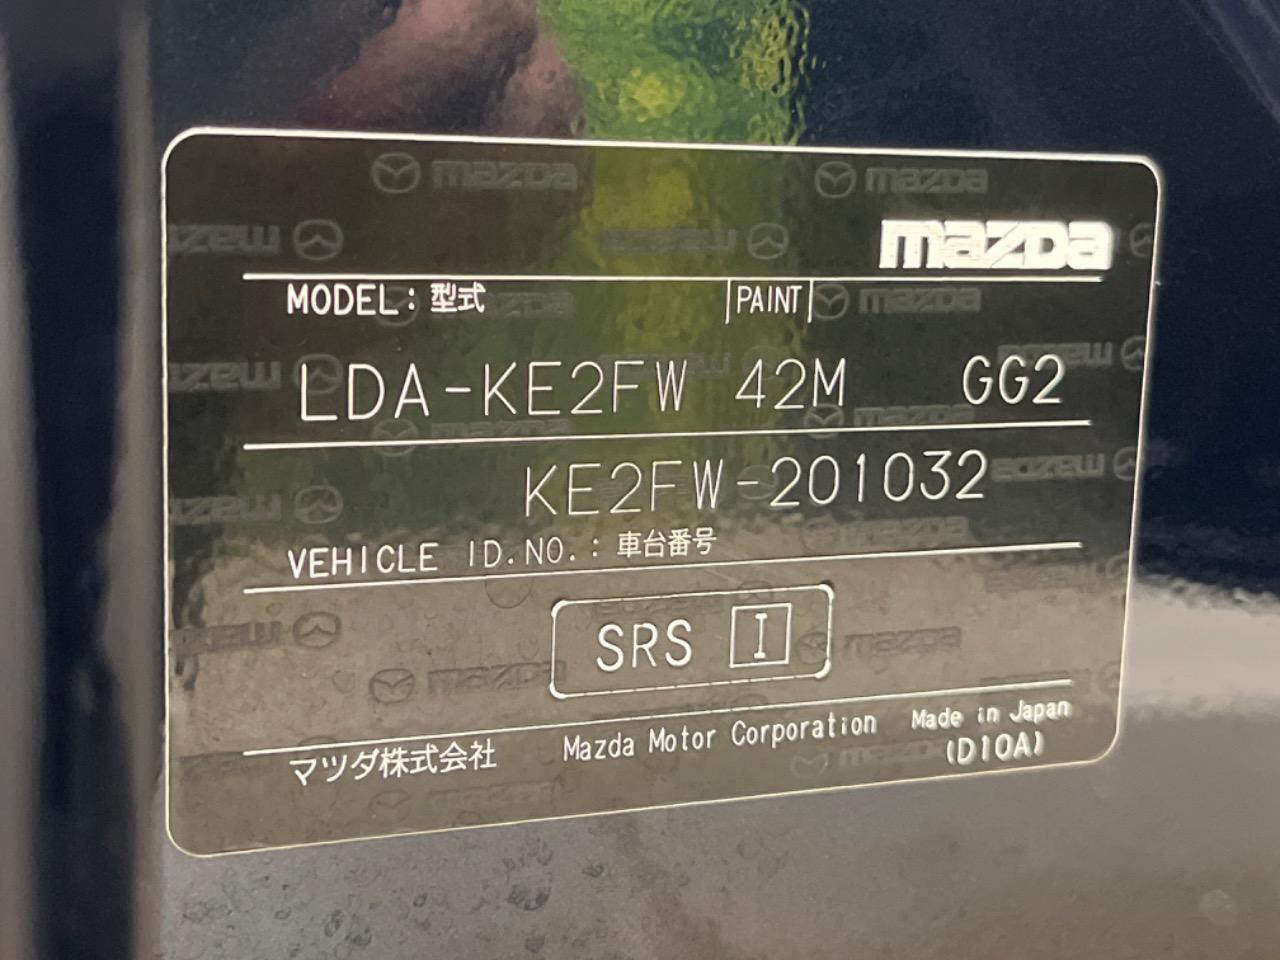 mazda
MODEL: 型式 PAINT
LDA-KE2FW 42M GG2
KE2FW-201032
VEHICLE ID.NO.: 車台番号
SRS I
マツダ株式会社 Mazda Motor Corporation Made in Japan
(D10A)